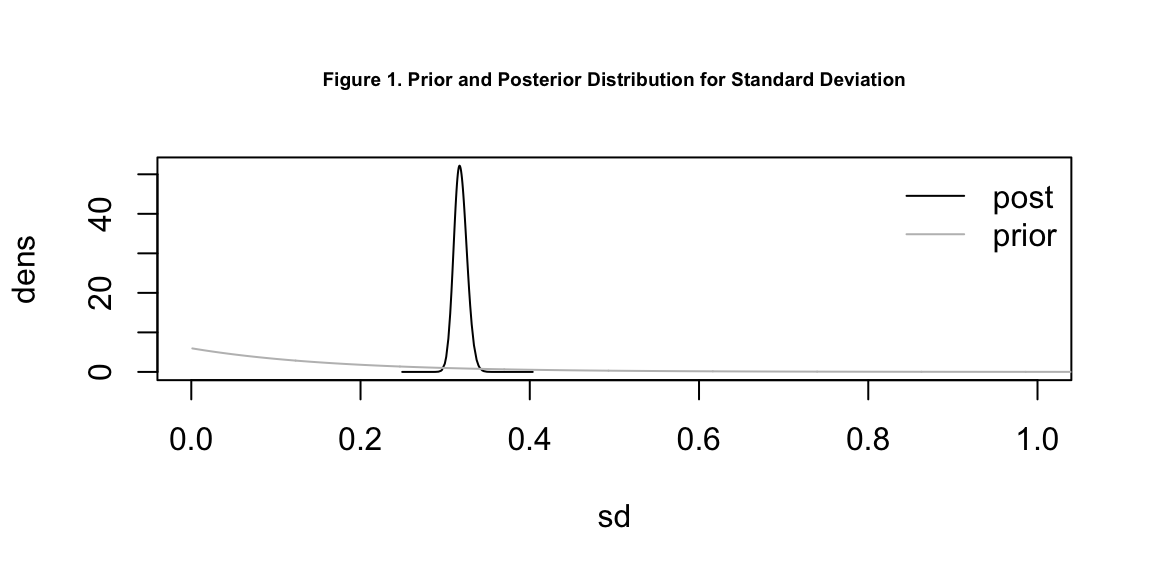 Figure 1. Prior and Posterior Distribution for Standard Deviation
post
prior
dens
40
20
0
0.0 0.2 0.4 0.6 0.8 1.0
sd